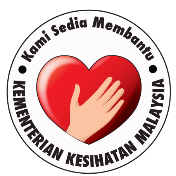 Kami Sedia Membantu
KEMENTERIAN KESIHATAN MALAYSIA